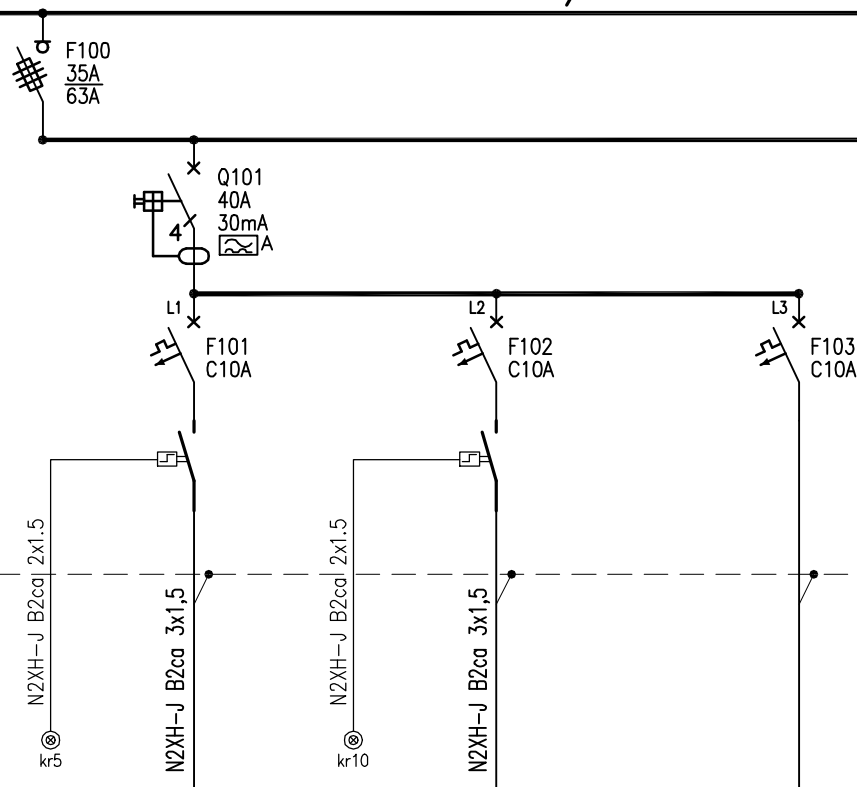 F100
35A
63A
Q101
40A
30mA
4
A
L1
L2
L3
F101
C10A
F102
C10A
F103
C10A
N2XH-J B2ca 2x1.5
N2XH-J B2ca 3x1,5
N2XH-J B2ca 2x1.5
N2XH-J B2ca 3x1,5
kr5
kr10